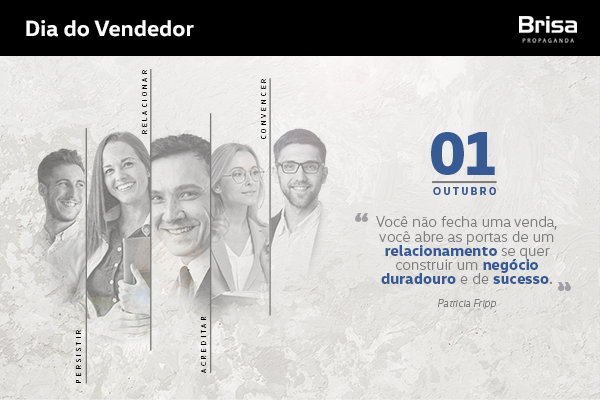 Dia do Vendedor
Brisa
PROPAGANDA
RELACIONAR
CONVENCER
PERSISTIR
ACREDITAR
01
OUTUBRO
“ Você não fecha uma venda,
você abre as portas de um
relacionamento se quer
construir um negócio
duradouro e de sucesso. ”
Patricia Fripp